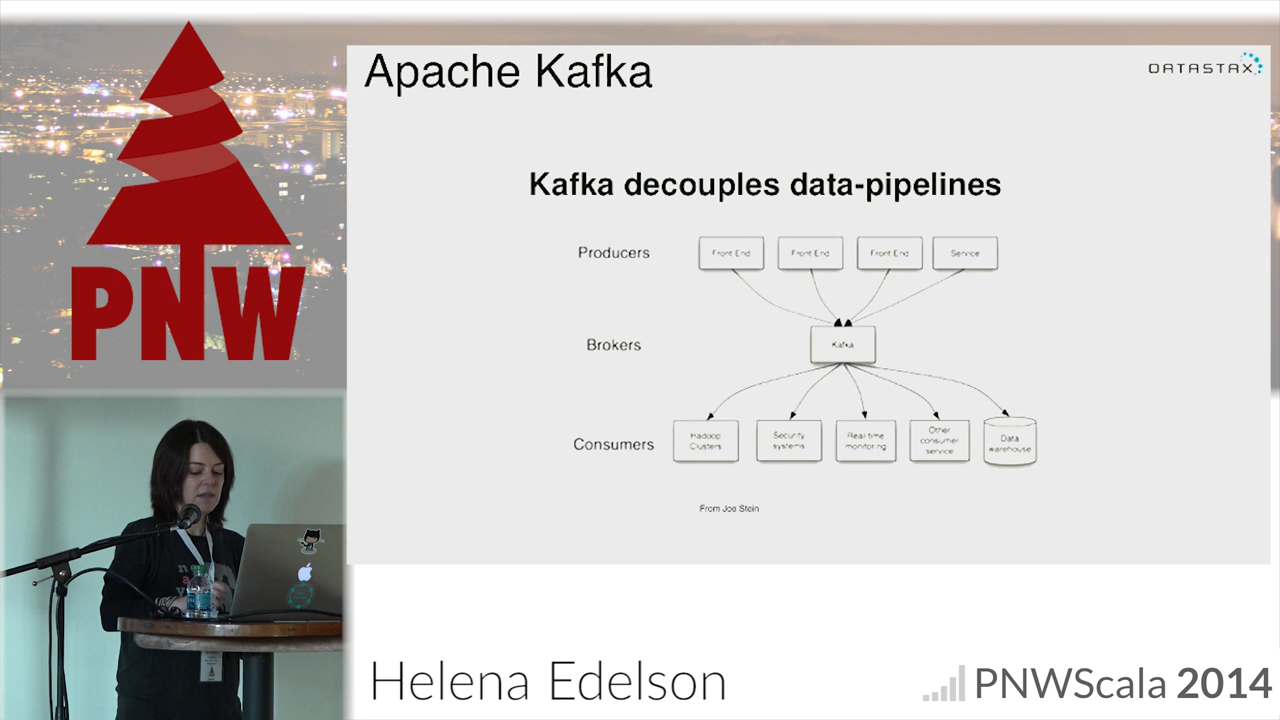 PNW
Apache Kafka
DATASTAX
Kafka decouples data-pipelines
Producers
Front End
Front End
Front End
Service
Brokers
Kafka
Consumers
Hadoop
Clusters
Security
systems
Real-time
monitoring
Other
consumer
service
Data
warehouse
From Joe Stein
Helena Edelson
PNWScala 2014